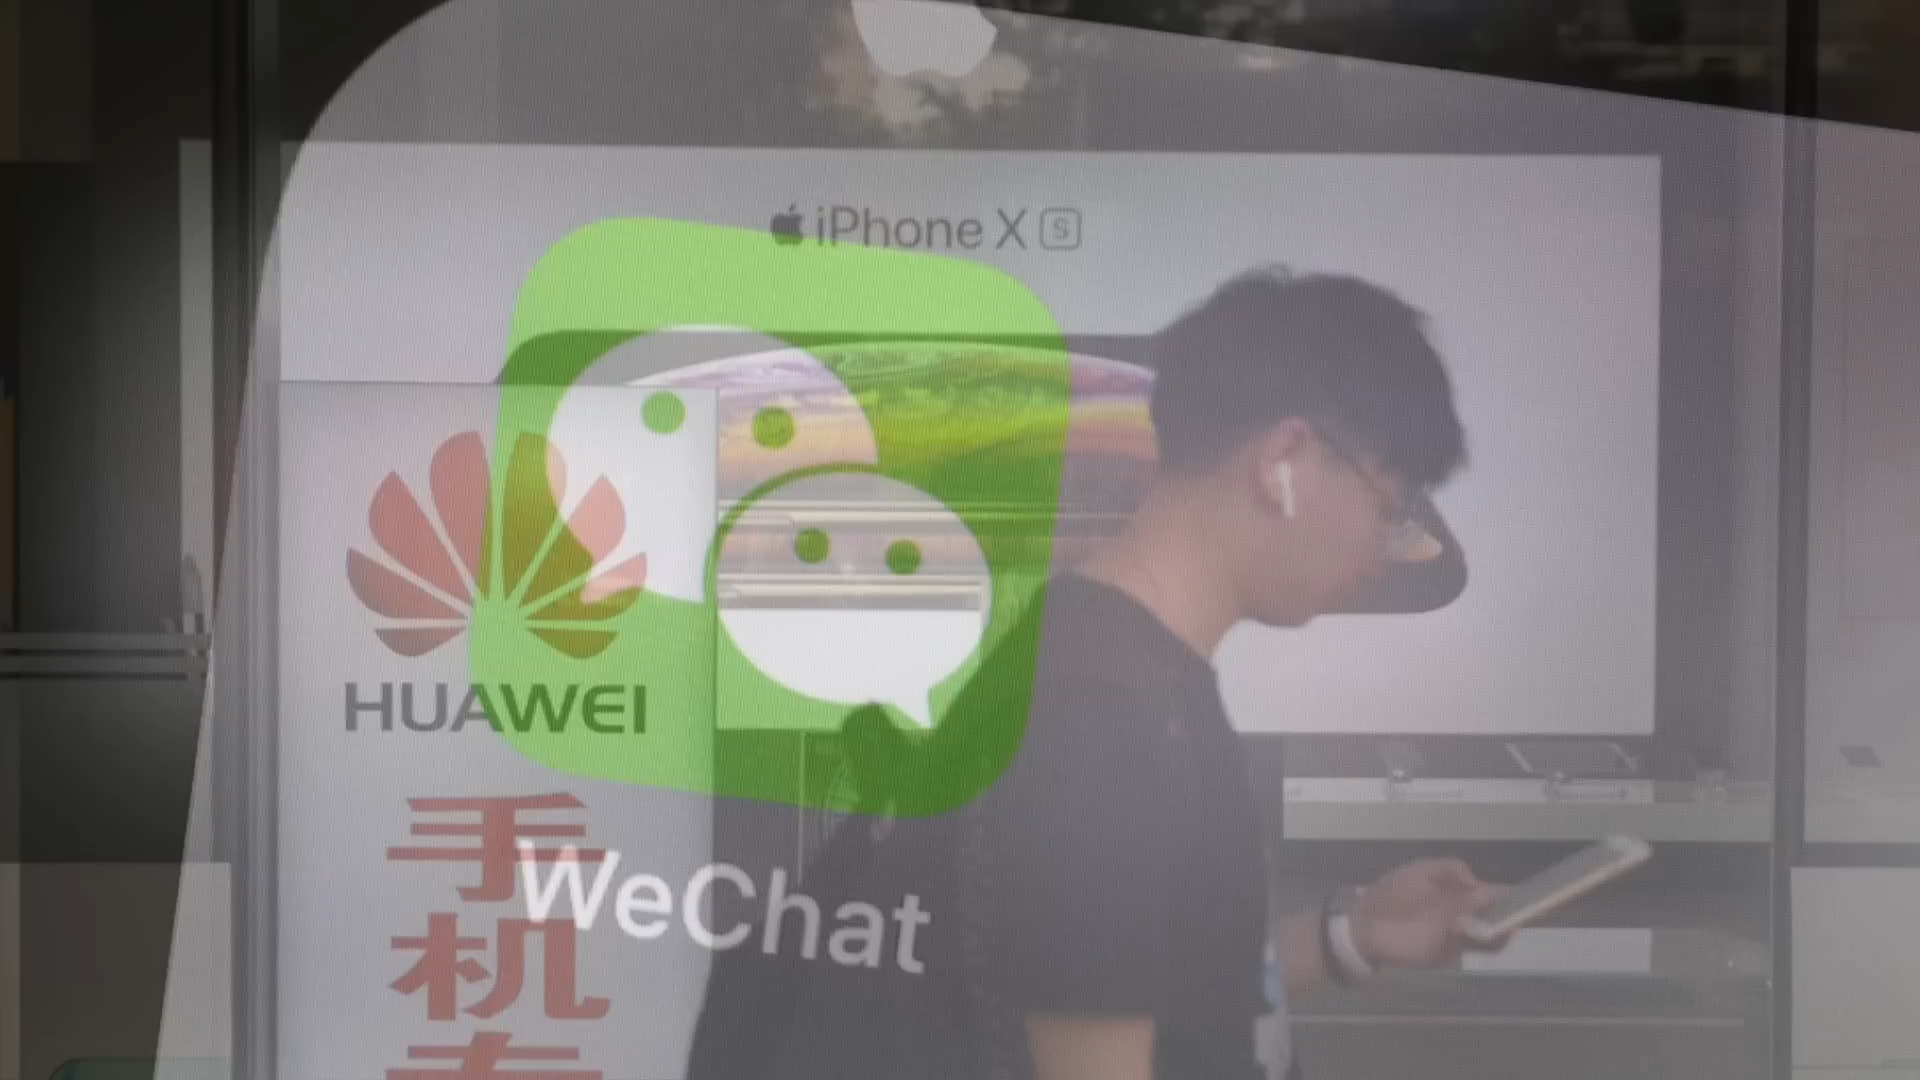 iPhone XS
HUAWEI
手
机
WeChat